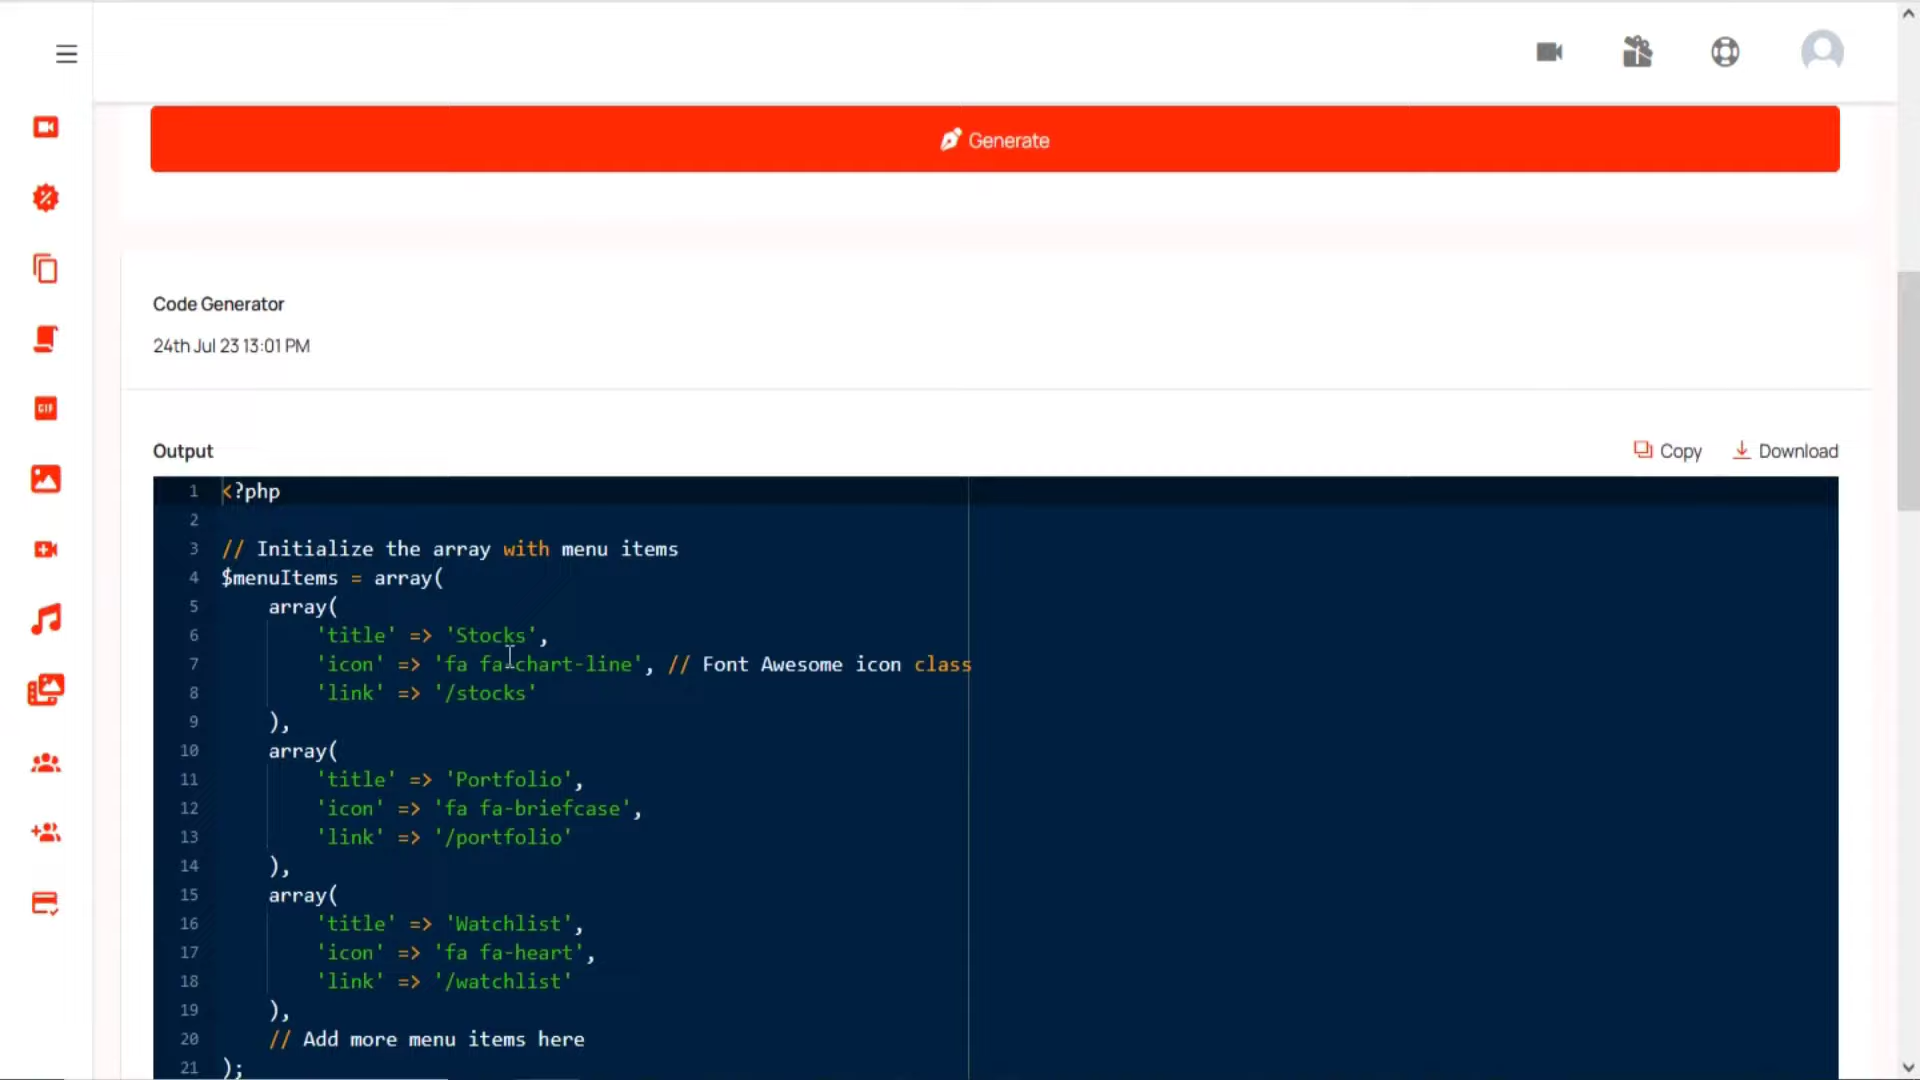 Generate
Code Generator
24th Jul 23 13:01 PM
Output
Copy
Download
GIF
1 <?php
2
3 // Initialize the array with menu items
4 $menuItems = array(
5     array(
6         'title' => 'Stocks',
7         'icon' => 'fa fa-chart-line', // Font Awesome icon class
8         'link' => '/stocks'
9     ),
10     array(
11         'title' => 'Portfolio',
12         'icon' => 'fa fa-briefcase',
13         'link' => '/portfolio'
14     ),
15     array(
16         'title' => 'Watchlist',
17         'icon' => 'fa fa-heart',
18         'link' => '/watchlist'
19     ),
20     // Add more menu items here
21 );